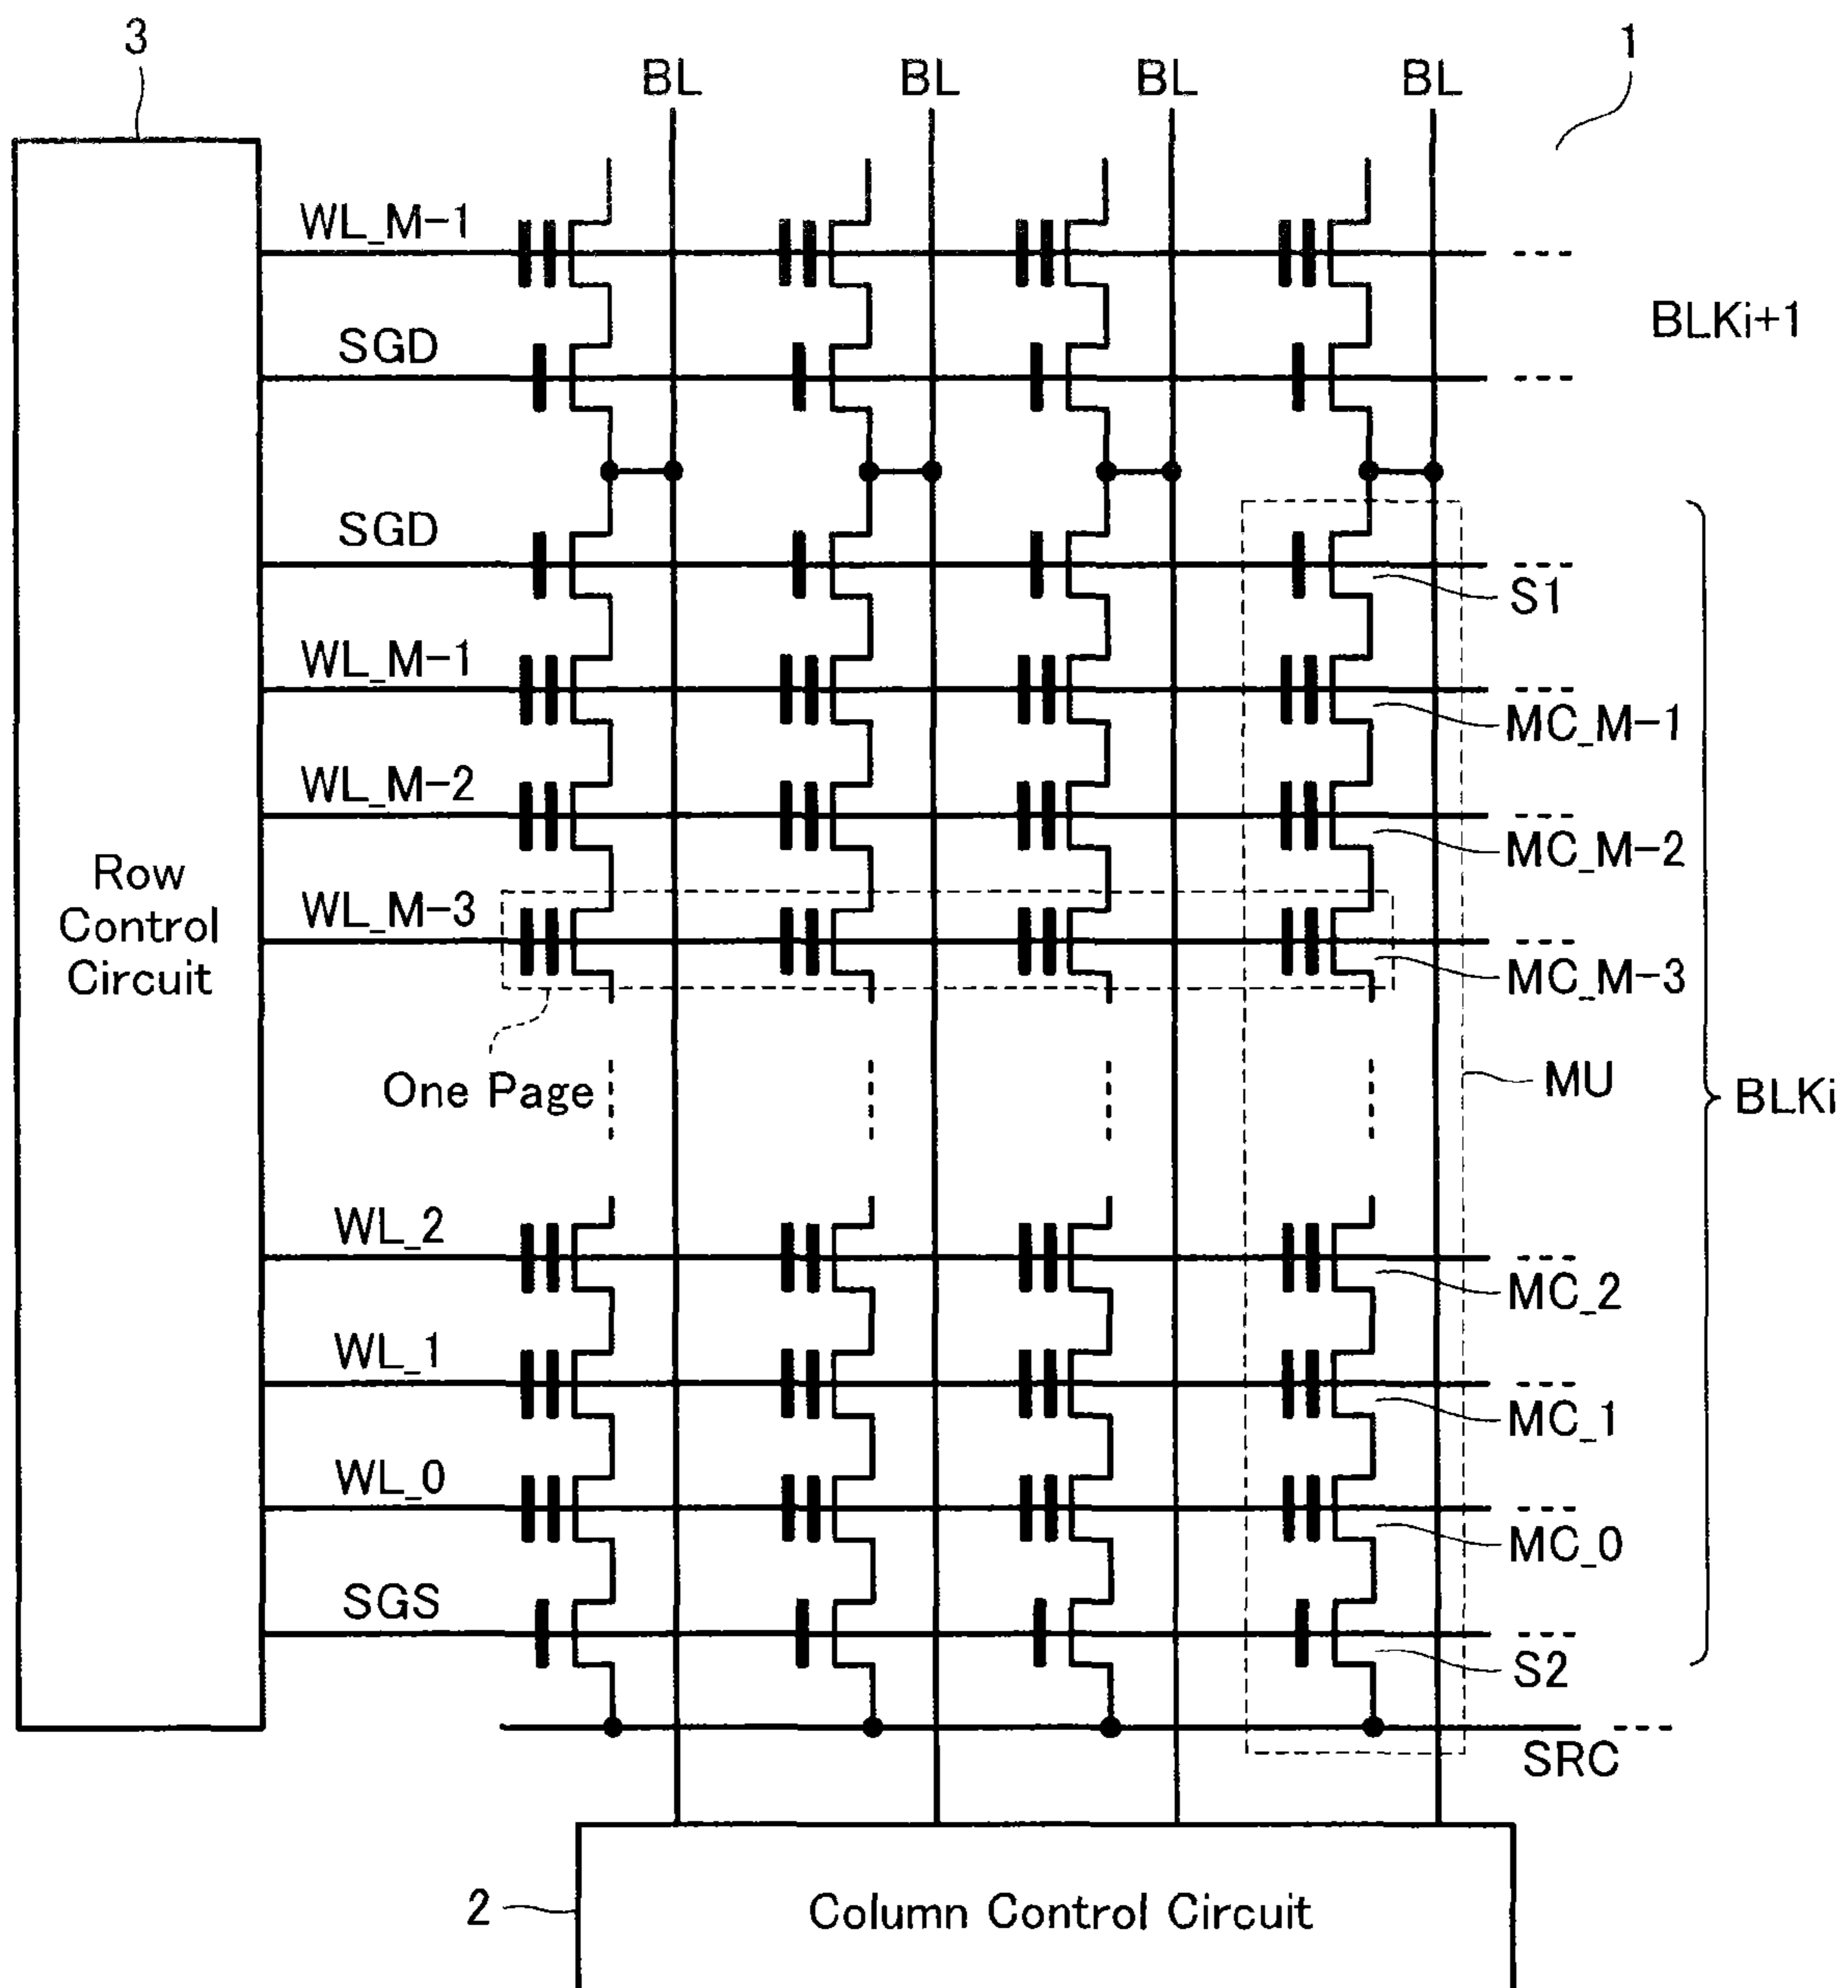 3
1
BL BL BL BL
WL_M-1
BLKi+1
SGD
SGD
S1
WL_M-1
MC_M-1
WL_M-2
MC_M-2
Row
Control
Circuit
WL_M-3
MC_M-3
One Page
MU
BLKi
WL_2
MC_2
WL_1
MC_1
WL_0
MC_0
SGS
S2
SRC
2
Column Control Circuit